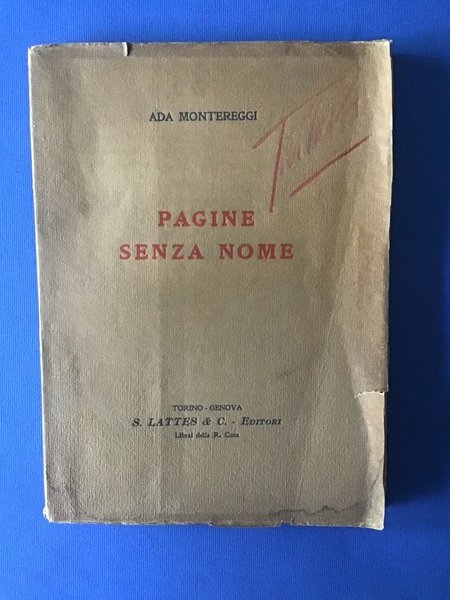 ADA MONTEREGGI
PAGINE
SENZA NOME
TORINO - GENOVA
S. LATTES & C. - EDITORI
Librai della R. Casa